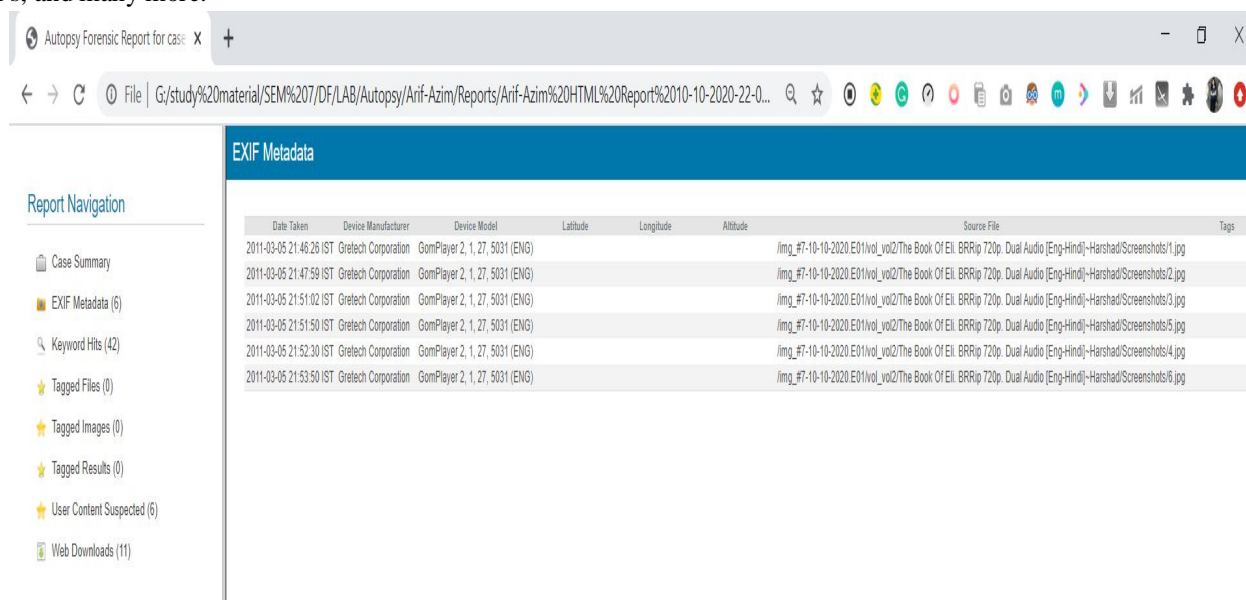 rs, and many more.
Autopsy Forensic Report for case
File | G:/study%20material/SEM%207/DF/LAB/Autopsy/Arif-Azim/Reports/Arif-Azim%20HTML%20Report%2010-10-2020-22-0...
EXIF Metadata
Report Navigation
Case Summary
EXIF Metadata (6)
Keyword Hits (42)
Tagged Files (0)
Tagged Images (0)
Tagged Results (0)
User Content Suspected (6)
Web Downloads (11)
Date Taken Device Manufacturer Device Model Latitude Longitude Altitude Source File Tags
2011-03-05 21:46:26 IST Gretech Corporation GomPlayer 2, 1, 27, 5031 (ENG) /img_#7-10-10-2020.E01/vol_vol2/The Book Of Eli. BRRip 720p. Dual Audio [Eng-Hindi]~Harshad/Screenshots/1.jpg
2011-03-05 21:47:59 IST Gretech Corporation GomPlayer 2, 1, 27, 5031 (ENG) /img_#7-10-10-2020.E01/vol_vol2/The Book Of Eli. BRRip 720p. Dual Audio [Eng-Hindi]~Harshad/Screenshots/2.jpg
2011-03-05 21:51:02 IST Gretech Corporation GomPlayer 2, 1, 27, 5031 (ENG) /img_#7-10-10-2020.E01/vol_vol2/The Book Of Eli. BRRip 720p. Dual Audio [Eng-Hindi]~Harshad/Screenshots/3.jpg
2011-03-05 21:51:50 IST Gretech Corporation GomPlayer 2, 1, 27, 5031 (ENG) /img_#7-10-10-2020.E01/vol_vol2/The Book Of Eli. BRRip 720p. Dual Audio [Eng-Hindi]~Harshad/Screenshots/5.jpg
2011-03-05 21:52:30 IST Gretech Corporation GomPlayer 2, 1, 27, 5031 (ENG) /img_#7-10-10-2020.E01/vol_vol2/The Book Of Eli. BRRip 720p. Dual Audio [Eng-Hindi]~Harshad/Screenshots/4.jpg
2011-03-05 21:53:50 IST Gretech Corporation GomPlayer 2, 1, 27, 5031 (ENG) /img_#7-10-10-2020.E01/vol_vol2/The Book Of Eli. BRRip 720p. Dual Audio [Eng-Hindi]~Harshad/Screenshots/6.jpg